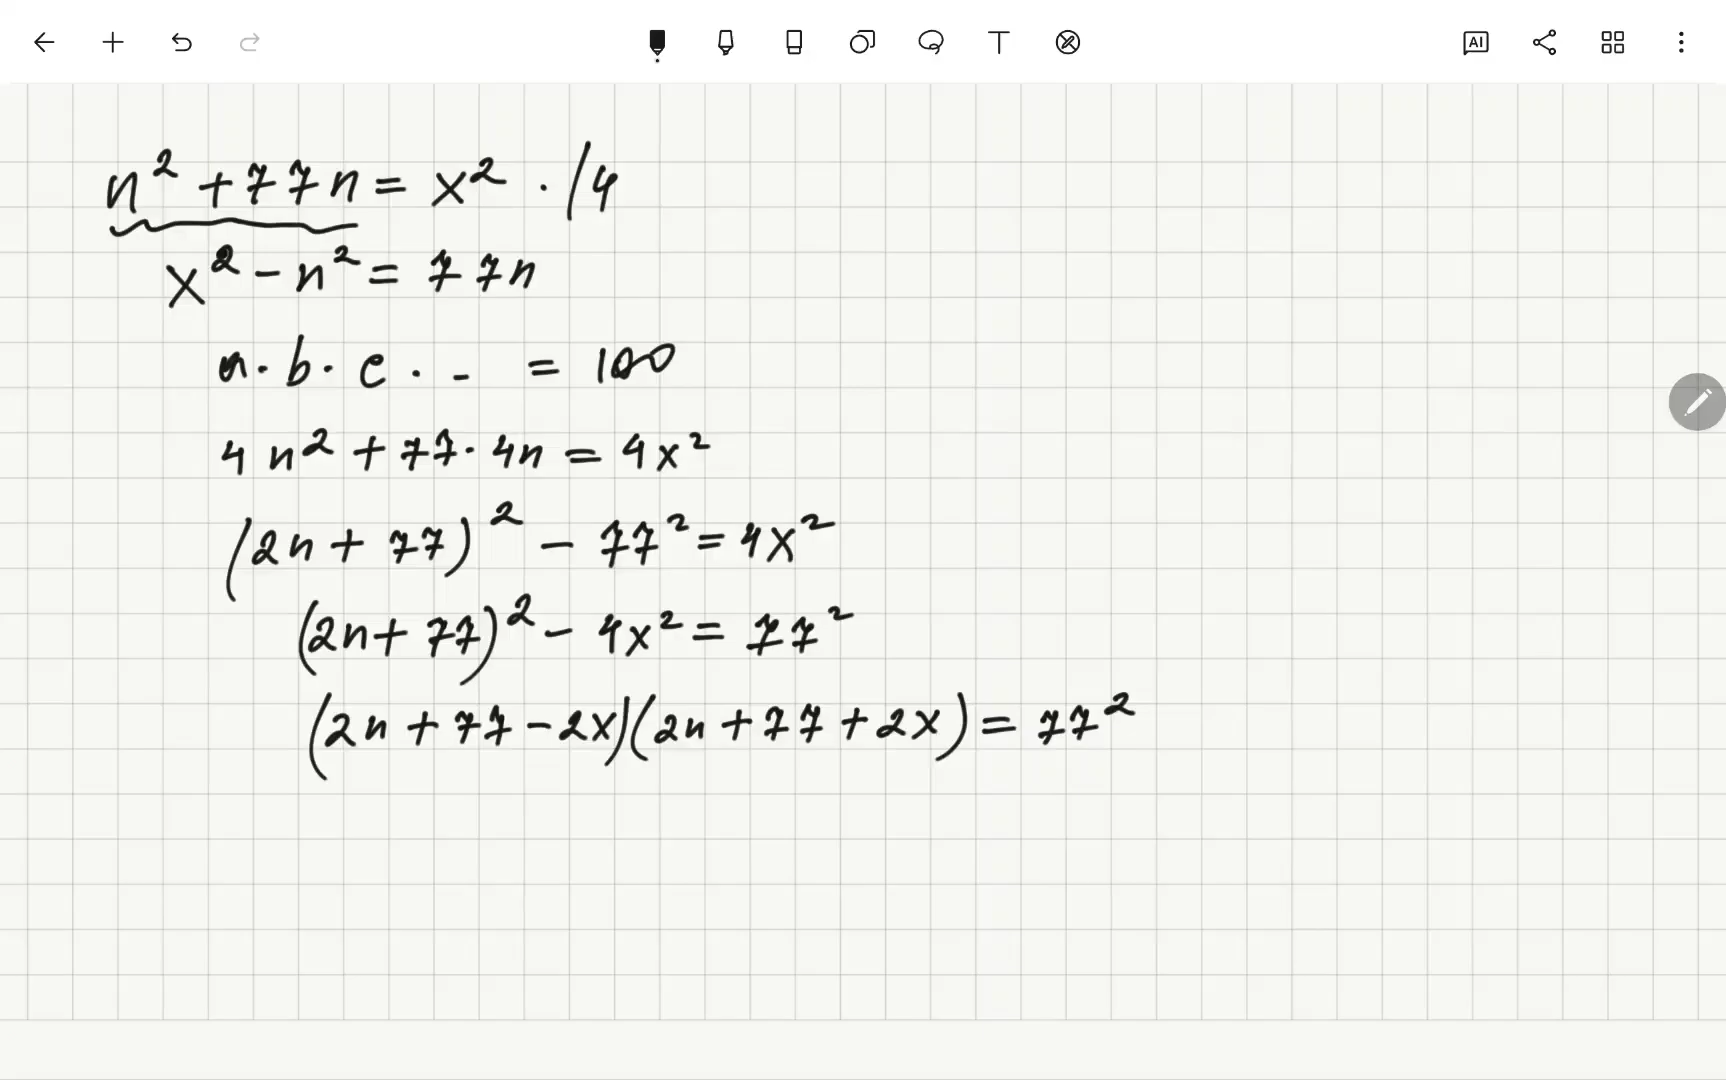 AI
n² + 77n = x² · /4
x² - n² = 77n
a · b · c · - = 100
4n² + 77 · 4n = 4x²
(2n + 77)² - 77² = 4x²
(2n + 77)² - 4x² = 77²
(2n + 77 - 2x)(2n + 77 + 2x) = 77²